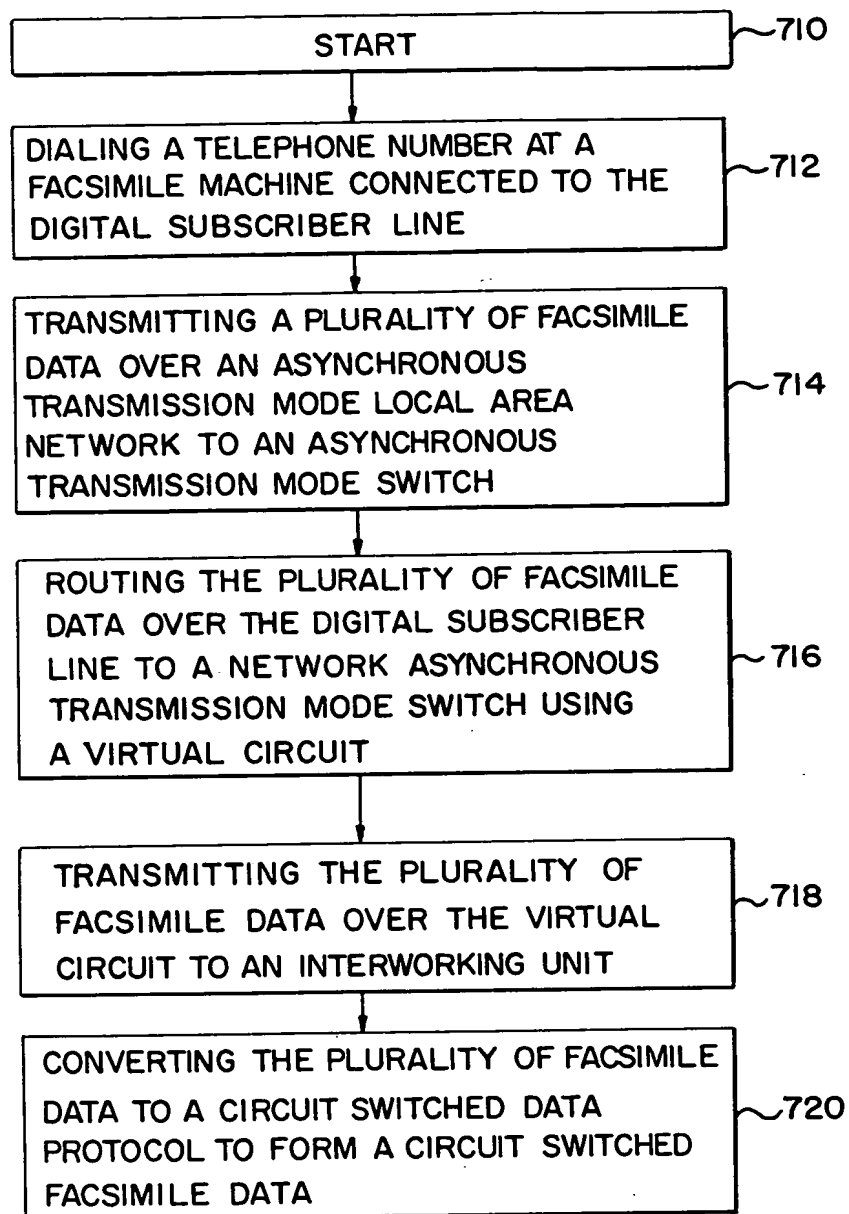 START
710
DIALING A TELEPHONE NUMBER AT A
FACSIMILE MACHINE CONNECTED TO THE
DIGITAL SUBSCRIBER LINE
712
TRANSMITTING A PLURALITY OF FACSIMILE
DATA OVER AN ASYNCHRONOUS
TRANSMISSION MODE LOCAL AREA
NETWORK TO AN ASYNCHRONOUS
TRANSMISSION MODE SWITCH
714
ROUTING THE PLURALITY OF FACSIMILE
DATA OVER THE DIGITAL SUBSCRIBER
LINE TO A NETWORK ASYNCHRONOUS
TRANSMISSION MODE SWITCH USING
A VIRTUAL CIRCUIT
716
TRANSMITTING THE PLURALITY OF
FACSIMILE DATA OVER THE VIRTUAL
CIRCUIT TO AN INTERWORKING UNIT
718
CONVERTING THE PLURALITY OF FACSIMILE
DATA TO A CIRCUIT SWITCHED DATA
PROTOCOL TO FORM A CIRCUIT SWITCHED
FACSIMILE DATA
720